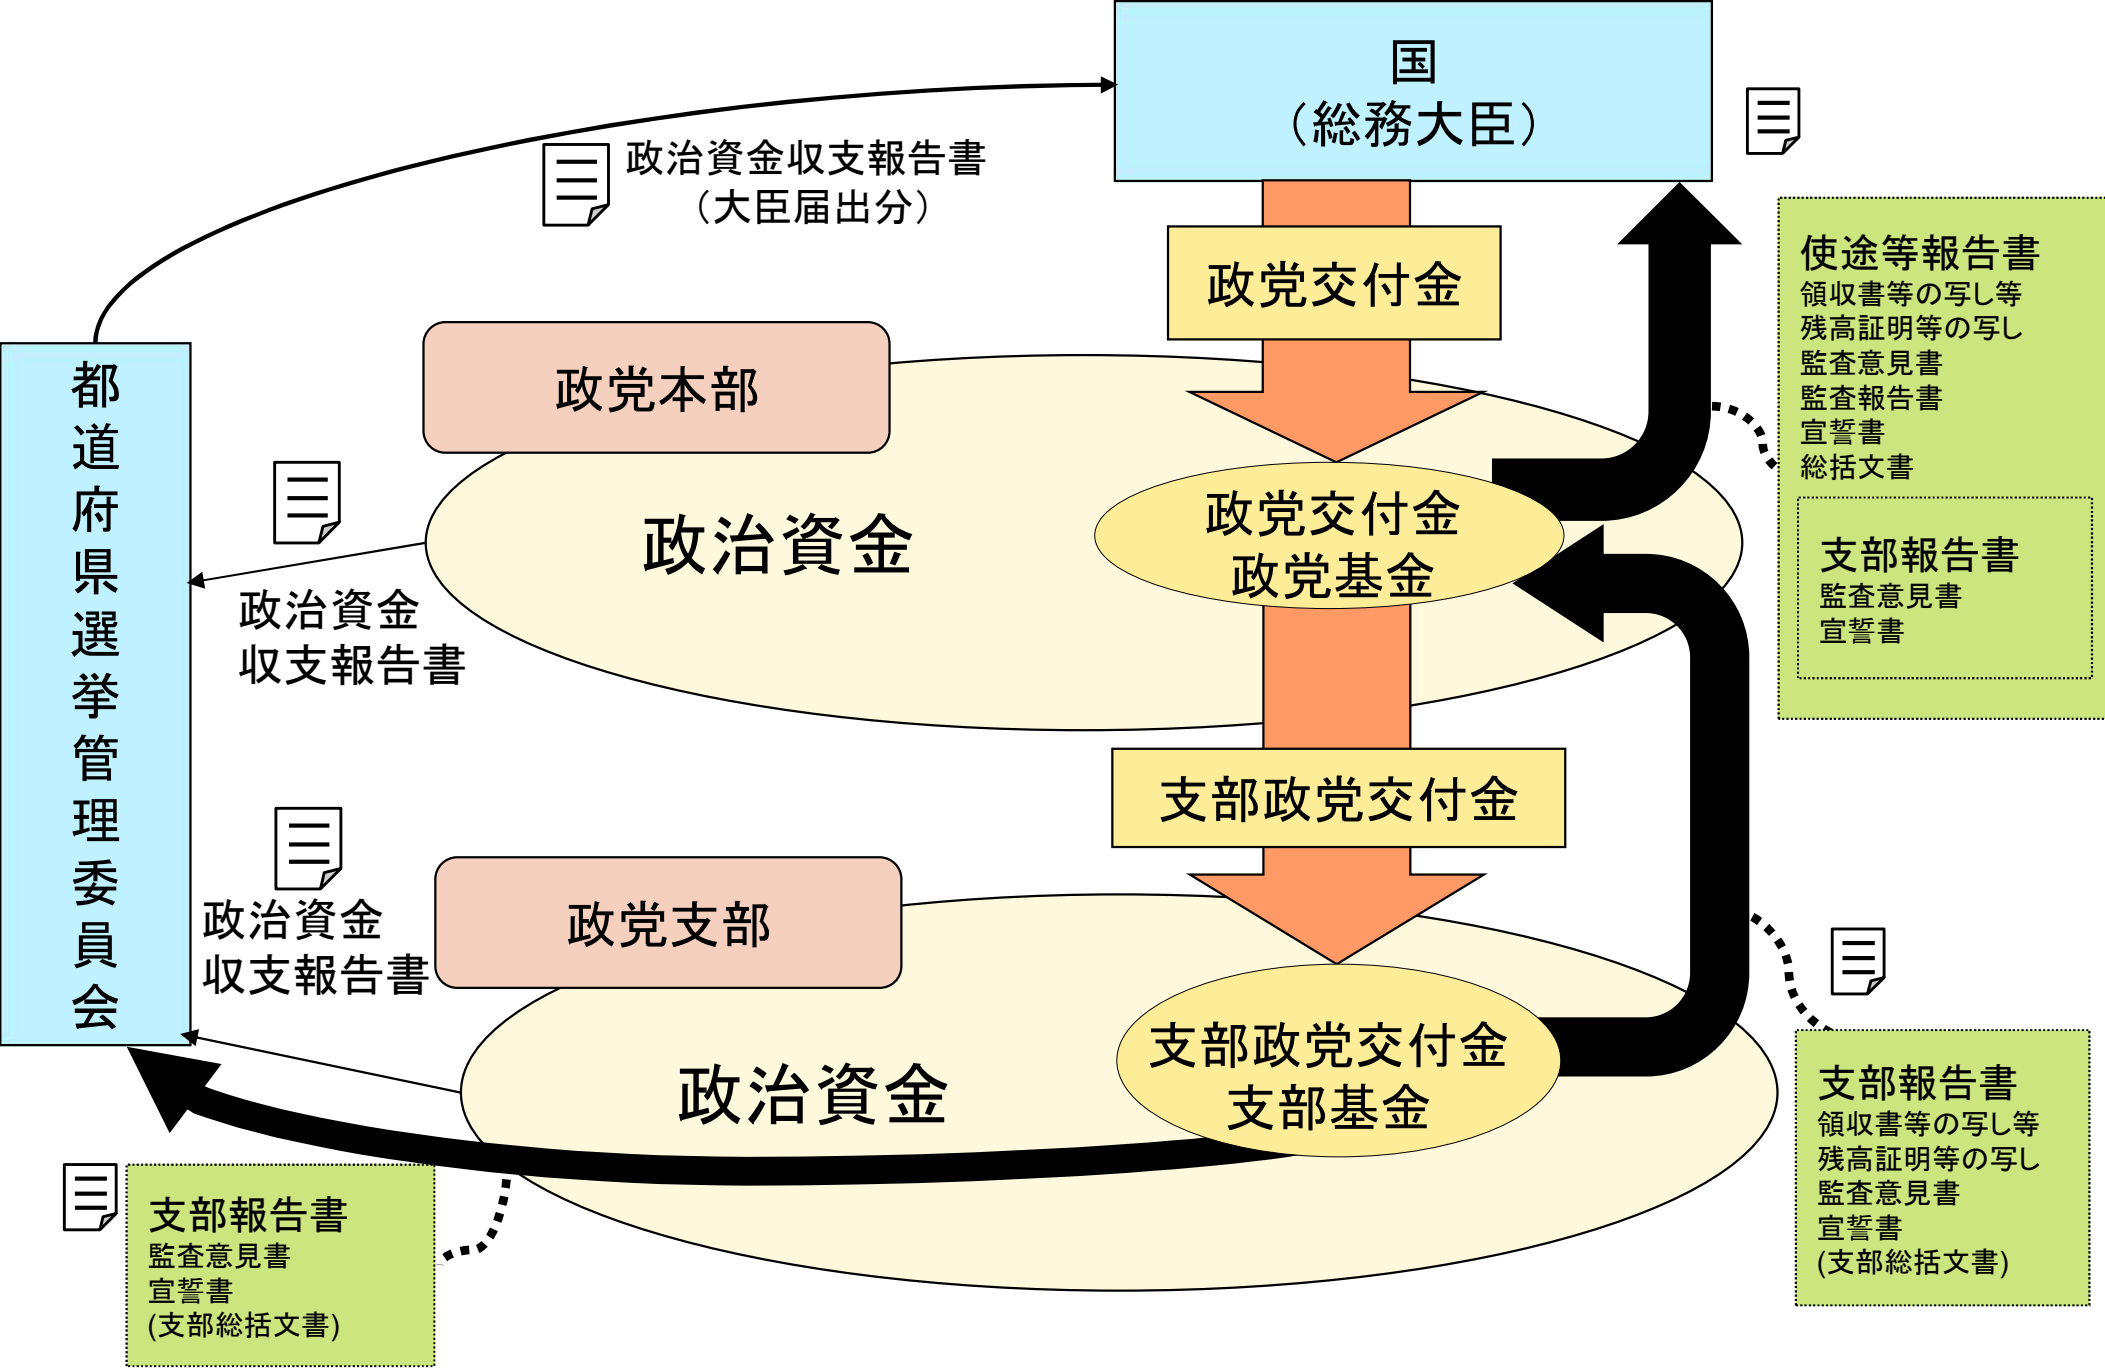 国
（総務大臣）
政治資金収支報告書
（大臣届出分）
政党交付金
使途等報告書
領収書等の写し等
残高証明等の写し
監査意見書
監査報告書
宣誓書
総括文書
支部報告書
監査意見書
宣誓書
都道府県選挙管理委員会
政党本部
政治資金
政党交付金
政党基金
政治資金
収支報告書
支部政党交付金
政党支部
政治資金
収支報告書
政治資金
支部政党交付金
支部基金
支部報告書
領収書等の写し等
残高証明等の写し
監査意見書
宣誓書
(支部総括文書)
支部報告書
監査意見書
宣誓書
(支部総括文書)